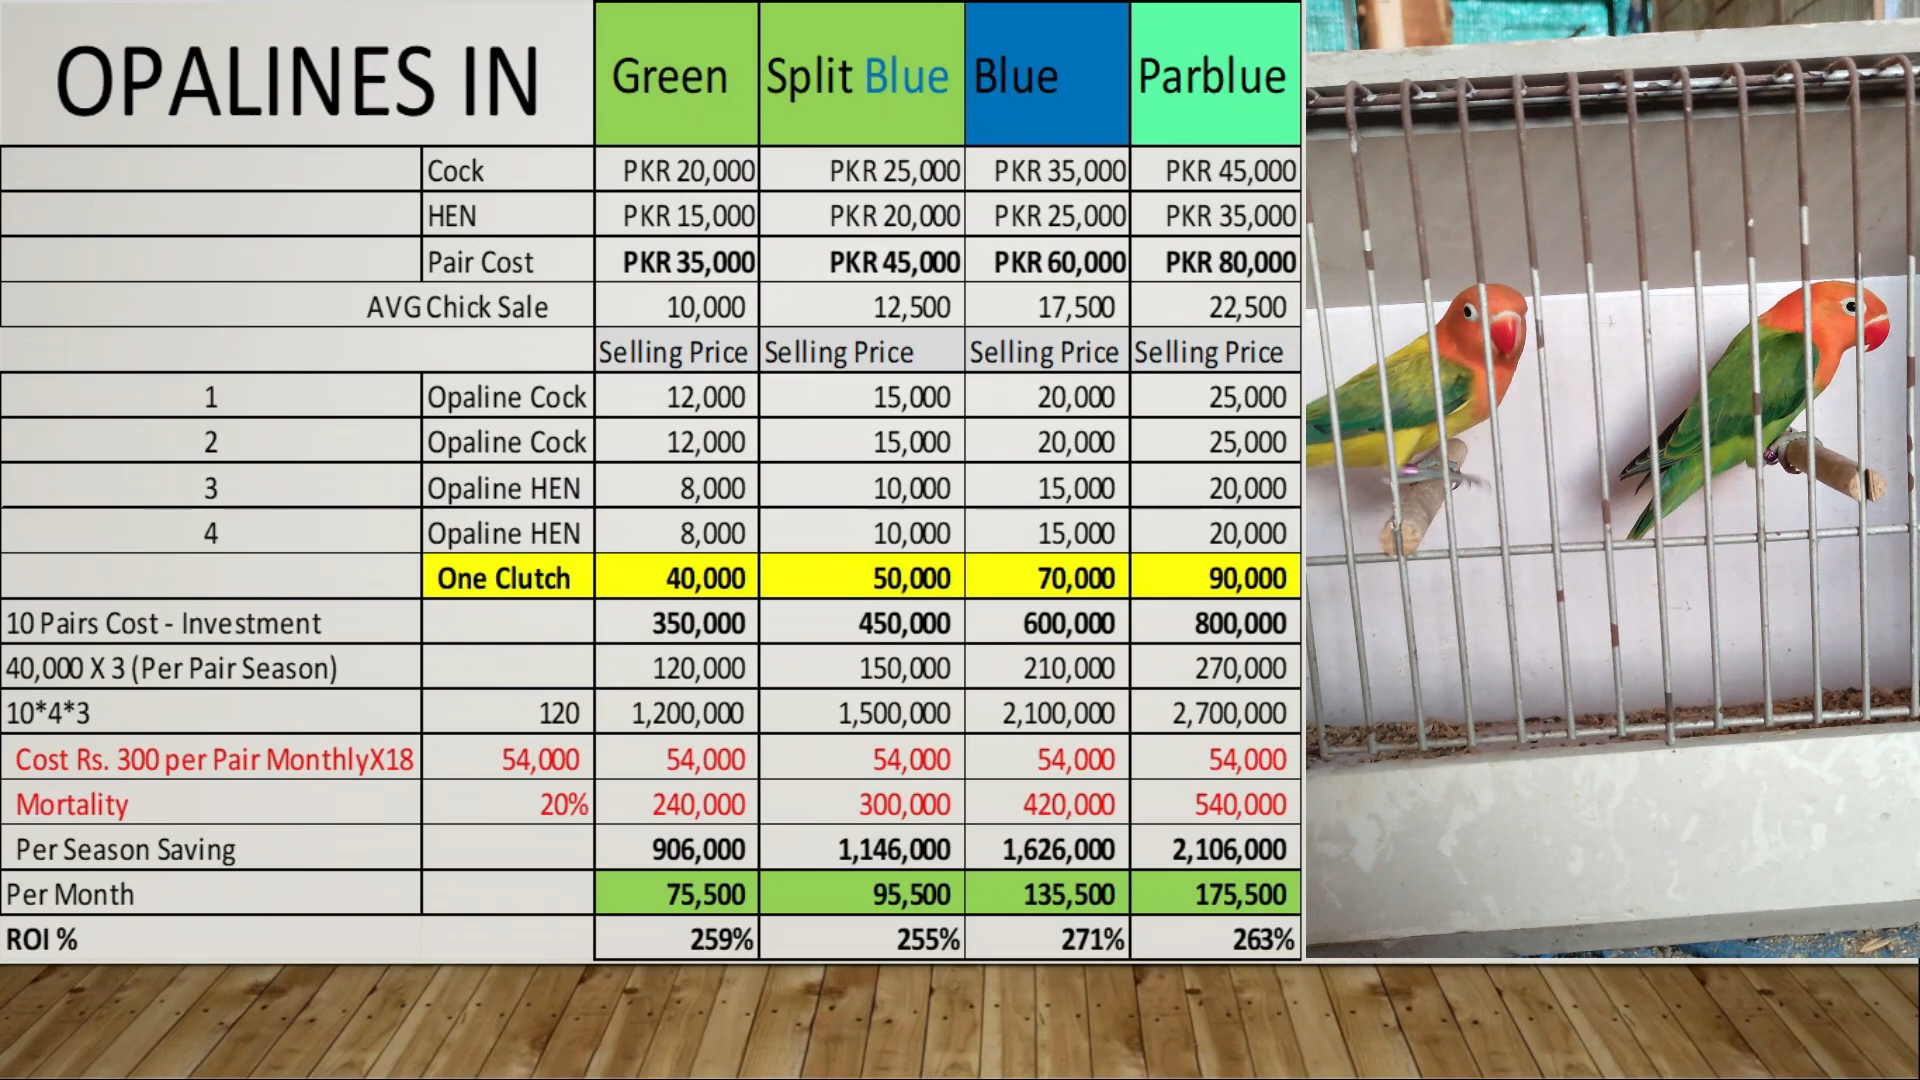 OPALINES IN Green Split Blue Blue Parblue
Cock PKR 20,000 PKR 25,000 PKR 35,000 PKR 45,000
HEN PKR 15,000 PKR 20,000 PKR 25,000 PKR 35,000
Pair Cost PKR 35,000 PKR 45,000 PKR 60,000 PKR 80,000
AVG Chick Sale 10,000 12,500 17,500 22,500
Selling Price Selling Price Selling Price Selling Price
1 Opaline Cock 12,000 15,000 20,000 25,000
2 Opaline Cock 12,000 15,000 20,000 25,000
3 Opaline HEN 8,000 10,000 15,000 20,000
4 Opaline HEN 8,000 10,000 15,000 20,000
One Clutch 40,000 50,000 70,000 90,000
10 Pairs Cost - Investment 350,000 450,000 600,000 800,000
40,000 X 3 (Per Pair Season) 120,000 150,000 210,000 270,000
10*4*3 120 1,200,000 1,500,000 2,100,000 2,700,000
Cost Rs. 300 per Pair MonthlyX18 54,000 54,000 54,000 54,000 54,000
Mortality 20% 240,000 300,000 420,000 540,000
Per Season Saving 906,000 1,146,000 1,626,000 2,106,000
Per Month 75,500 95,500 135,500 175,500
ROI % 259% 255% 271% 263%